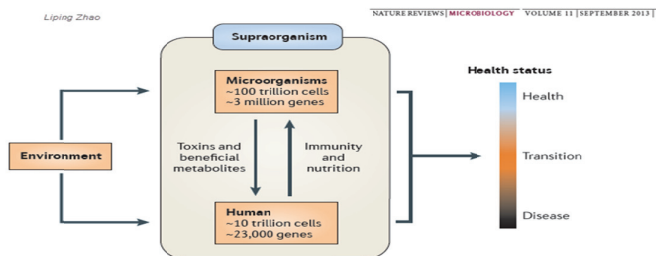 Liping Zhao
NATURE REVIEWS | MICROBIOLOGY VOLUME 11 | SEPTEMBER 2013 |
Supraorganism
Health status
Microorganisms
~100 trillion cells
~3 million genes
Health
Environment
Toxins and
beneficial
metabolites
Immunity
and
nutrition
Transition
Human
~10 trillion cells
~23,000 genes
Disease